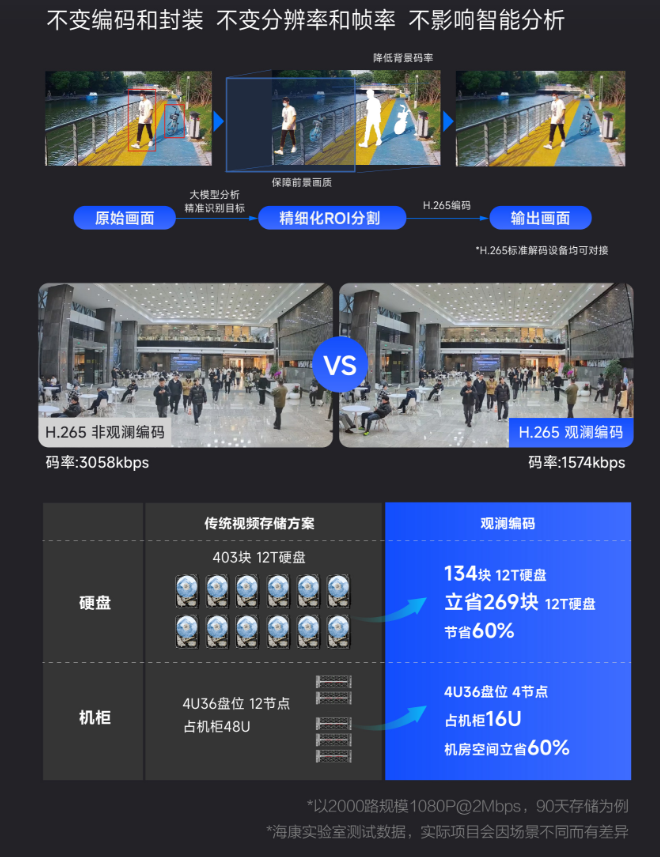 不变编码和封装 不变分辨率和帧率 不影响智能分析
降低背景码率
保障前景画质
原始画面
大模型分析
精准识别目标
精细化ROI分割
H.265编码
输出画面
*H.265标准解码设备均可对接
VS
H.265 非观澜编码
H.265 观澜编码
码率:3058kbps
码率:1574kbps
传统视频存储方案
观澜编码
硬盘
403块 12T硬盘
134块 12T硬盘
立省269块 12T硬盘
节省60%
机柜
4U36盘位 12节点
占机柜48U
4U36盘位 4节点
占机柜16U
机房空间立省60%
*以2000路规模1080P@2Mbps，90天存储为例
*海康实验室测试数据，实际项目会因场景不同而有差异